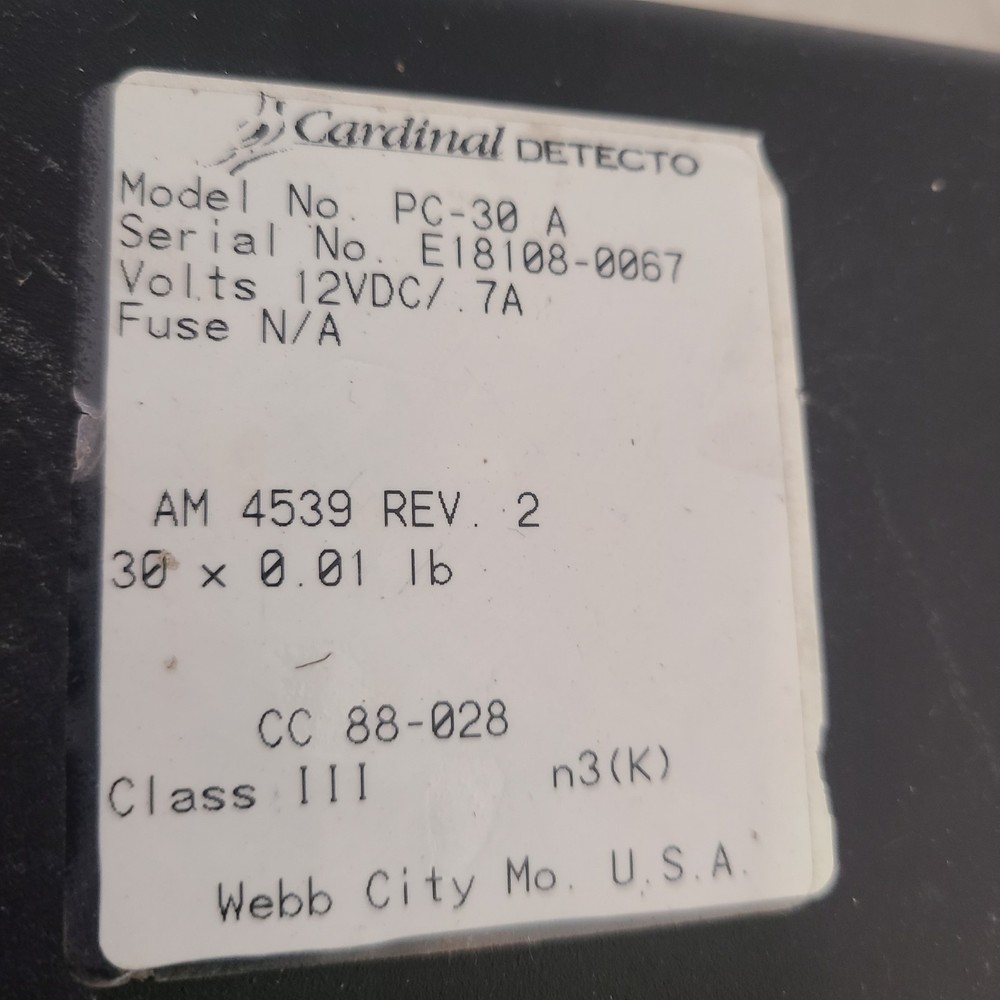 Cardinal DETECTO
Model No. PC-30 A
Serial No. E18108-0067
Volts 12VDC/.7A
Fuse N/A
AM 4539 REV. 2
30 x 0.01 lb
CC 88-028
Class III n3(K)
Webb City Mo. U.S.A.